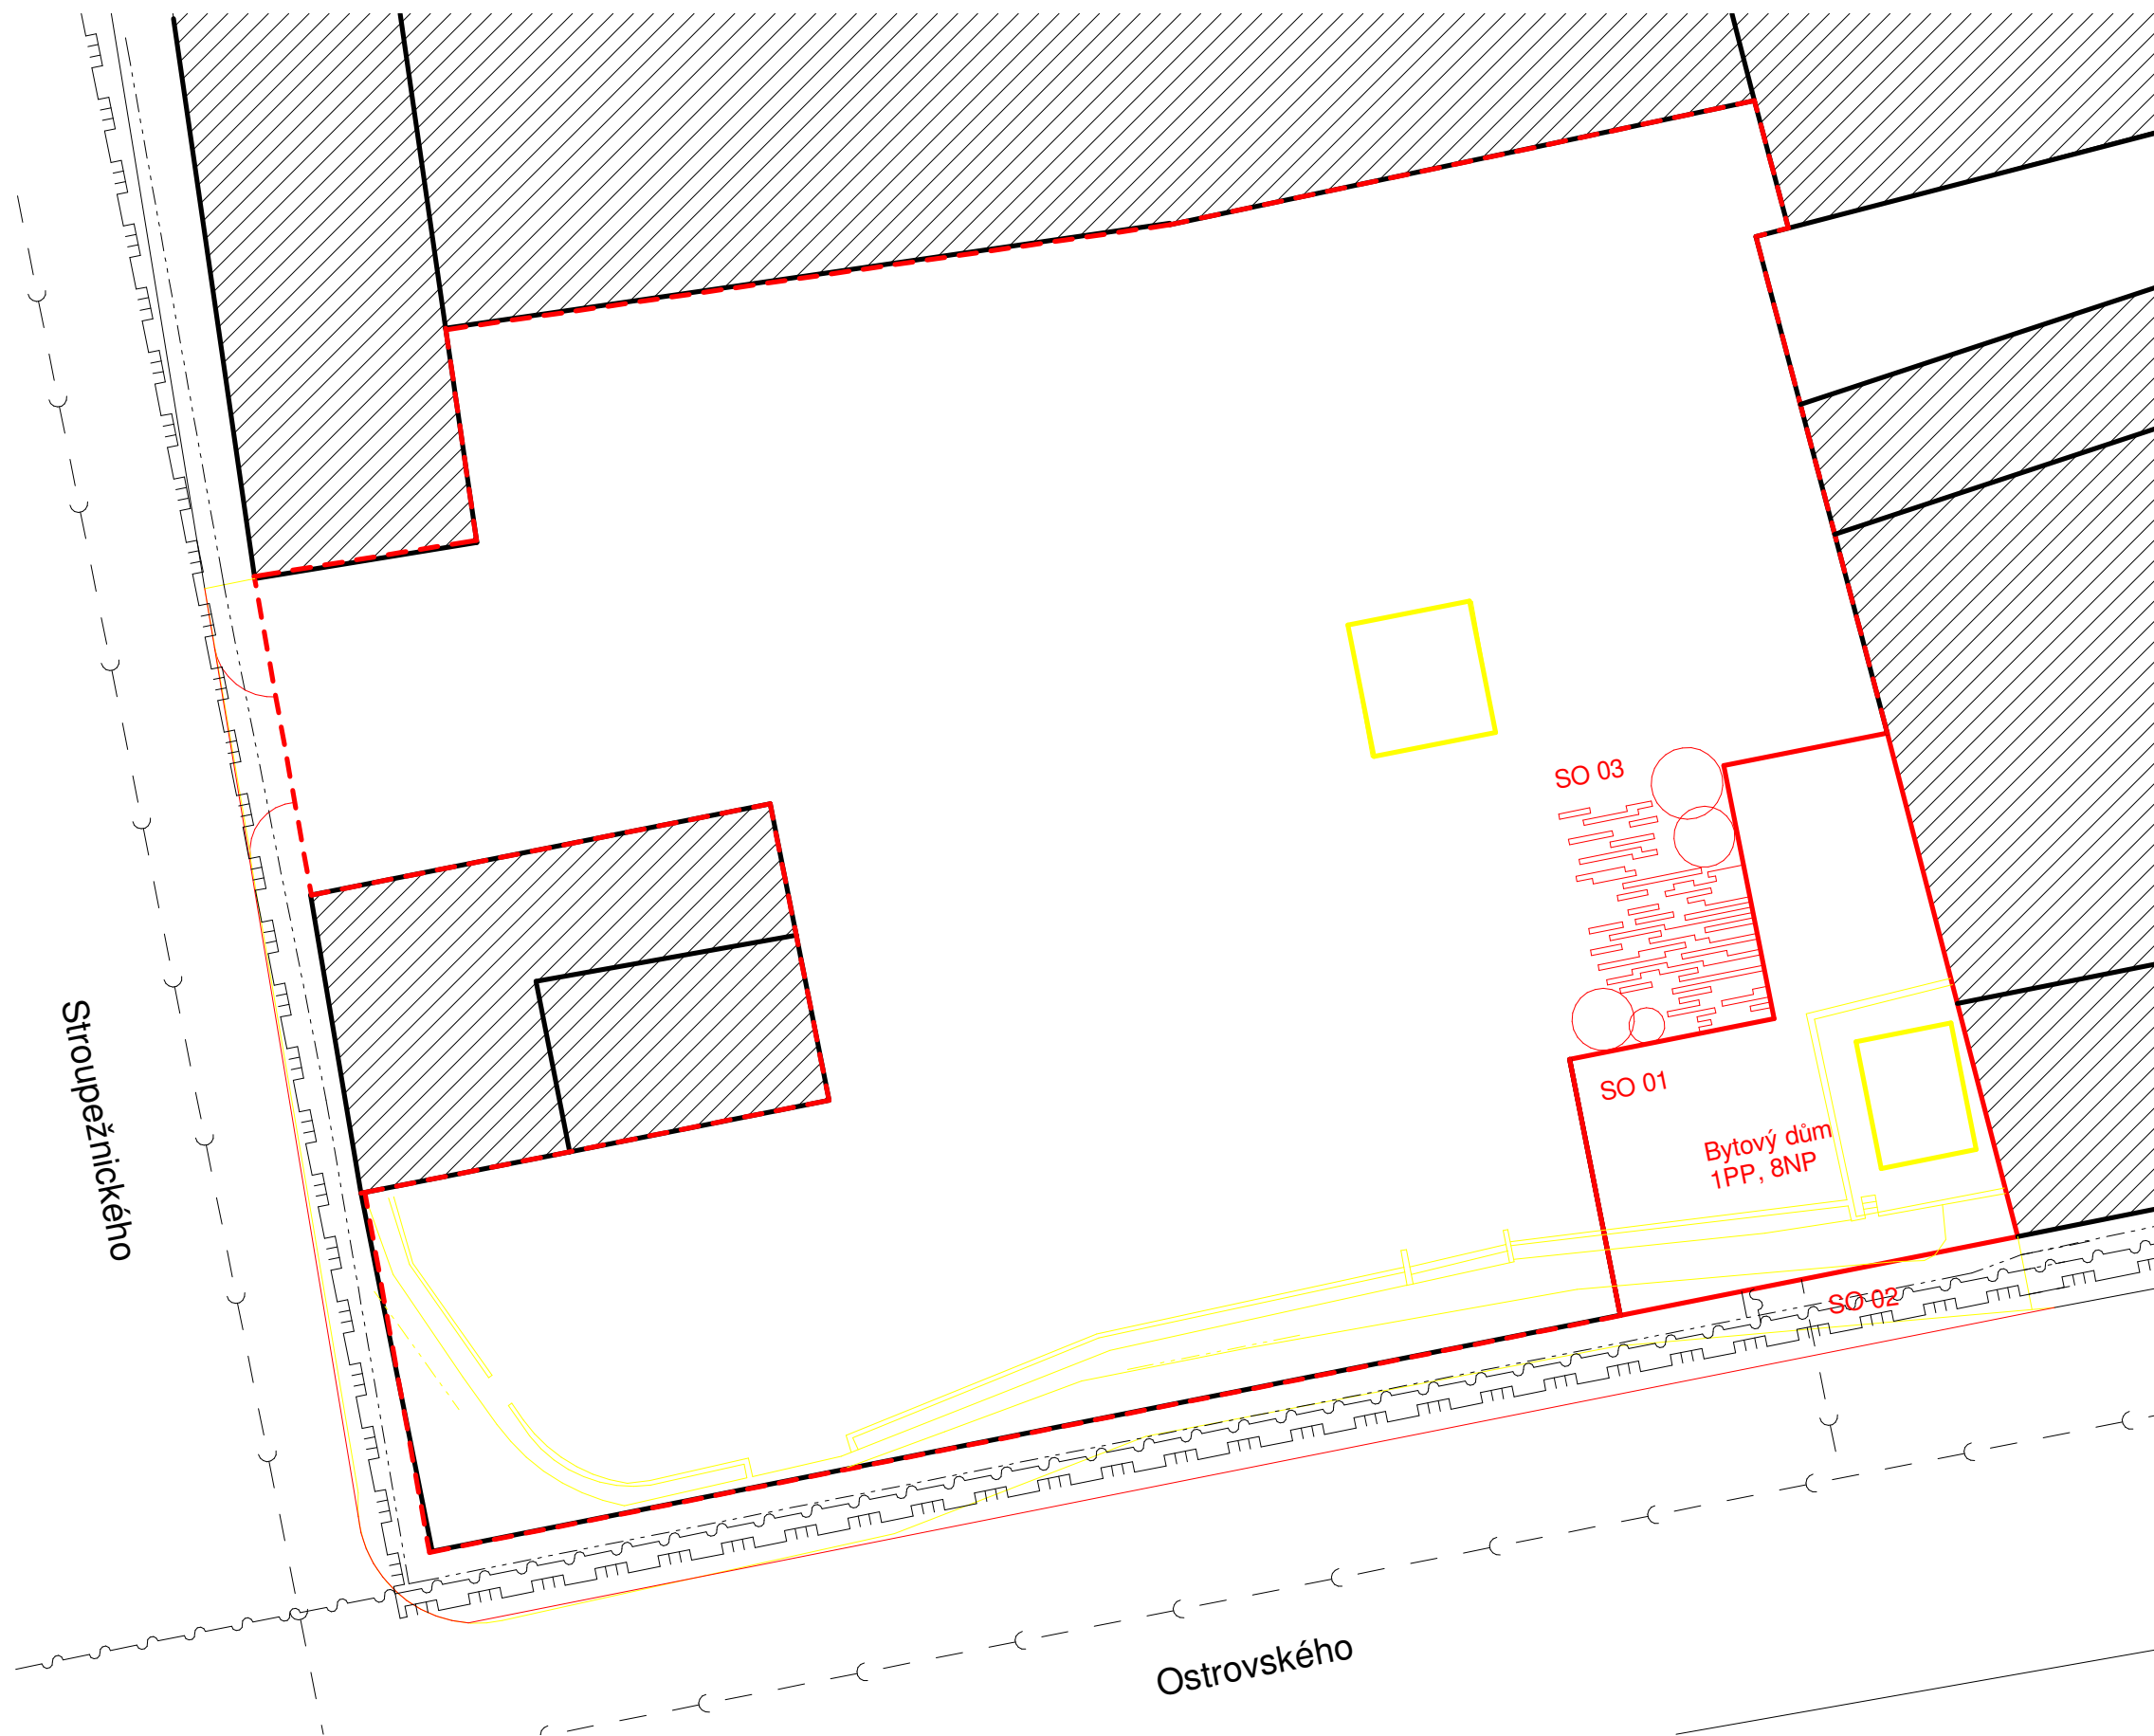 SO 03
SO 01
Bytový dům
1PP, 8NP
SO 02
Stroupežnického
Ostrovského